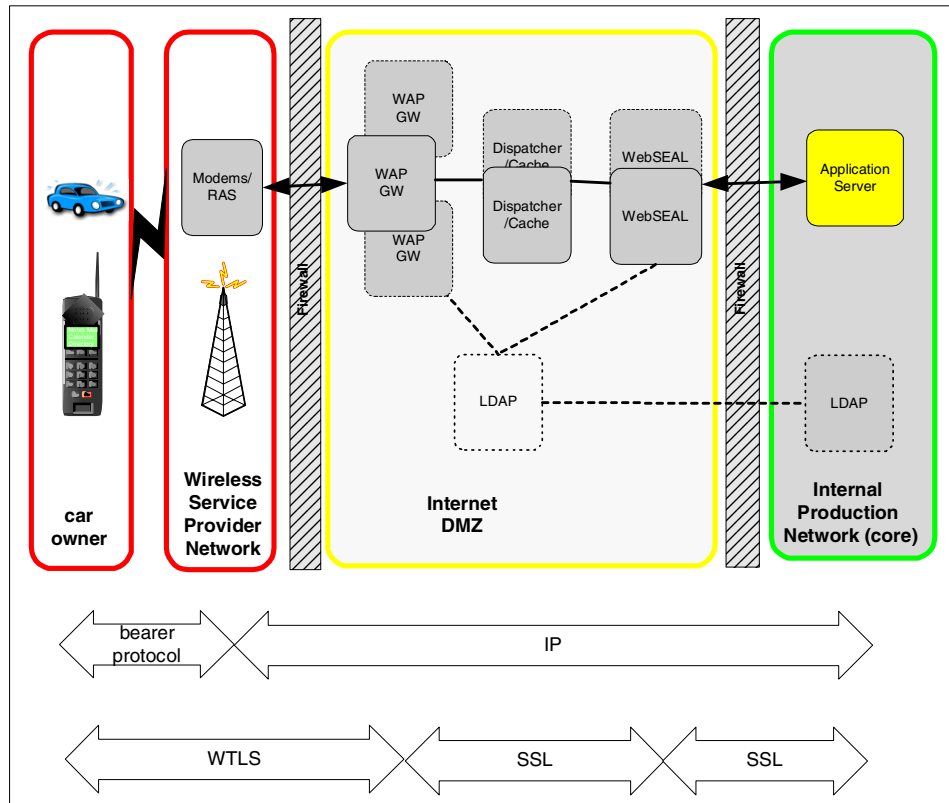 WAP
GW
WAP
GW
WAP
GW
Modems/
RAS
Dispatcher
/Cache
Dispatcher
/Cache
WebSEAL
WebSEAL
Application
Server
Firewall
Firewall
LDAP
LDAP
car
owner
Wireless
Service
Provider
Network
Internet
DMZ
Internal
Production
Network (core)
bearer
protocol
IP
WTLS
SSL
SSL